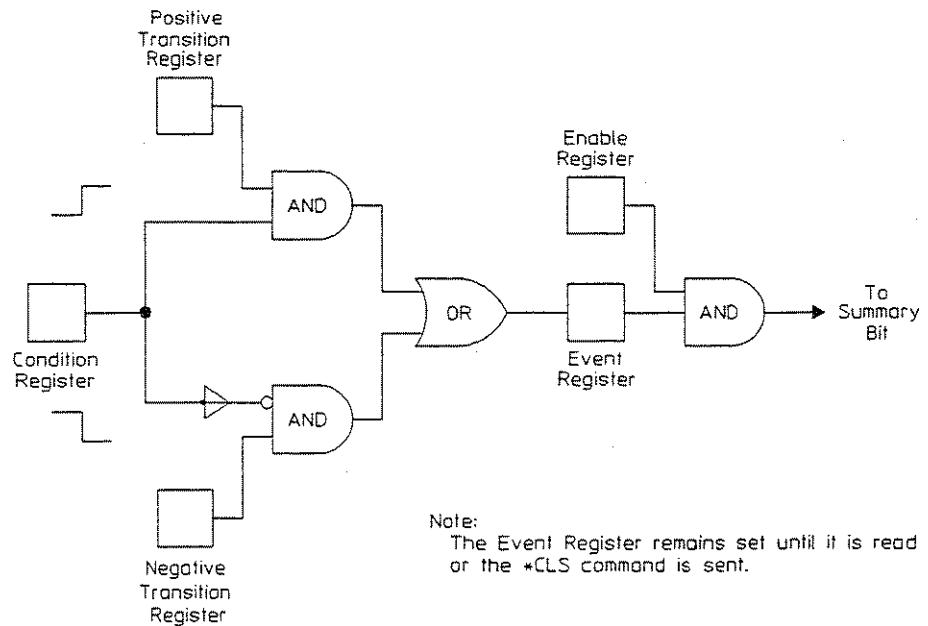 Positive
Transition
Register
Enable
Register
AND
OR
AND
To
Summary
Bit
Condition
Register
Event
Register
AND
Negative
Transition
Register
Note:
The Event Register remains set until it is read
or the *CLS command is sent.